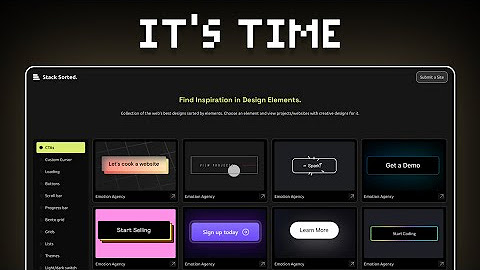 IT'S TIME
Stack Sorted.
Submit a Site
Find Inspiration in Design Elements.
Collection of the web's best designs sorted by elements. Choose an element and view projects/websites with creative designs for it.
CTAs
Custom Cursor
Loading
Buttons
Scroll bar
Progress bar
Bento grid
Grids
Lists
Themes
Light/dark switch
Let's cook a website
FILM PROJECT
Spark
Get a Demo
Emotion Agency
Emotion Agency
Emotion Agency
Emotion Agency
Start Selling
Sign up today
Learn More
Start Coding
Emotion Agency
Emotion Agency
Emotion Agency
Emotion Agency